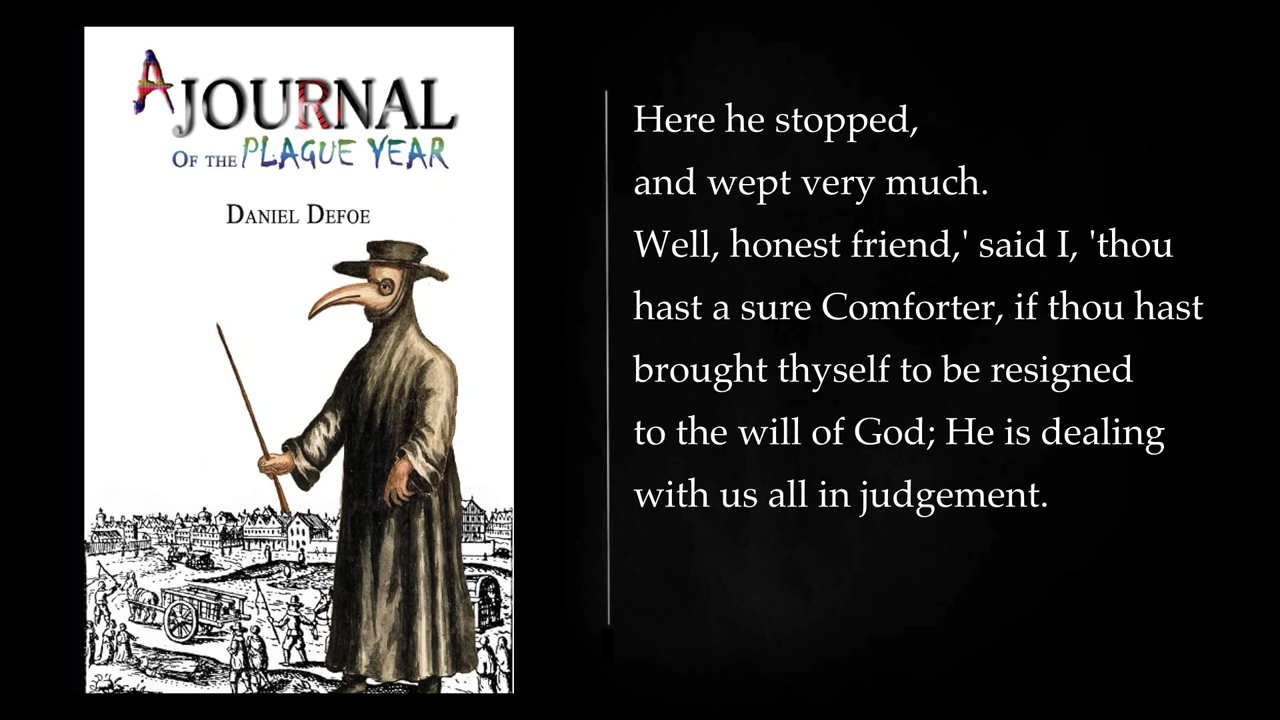 A JOURNAL
OF THE PLAGUE YEAR
DANIEL DEFOE
Here he stopped,
and wept very much.
Well, honest friend,' said I, 'thou
hast a sure Comforter, if thou hast
brought thyself to be resigned
to the will of God; He is dealing
with us all in judgement.